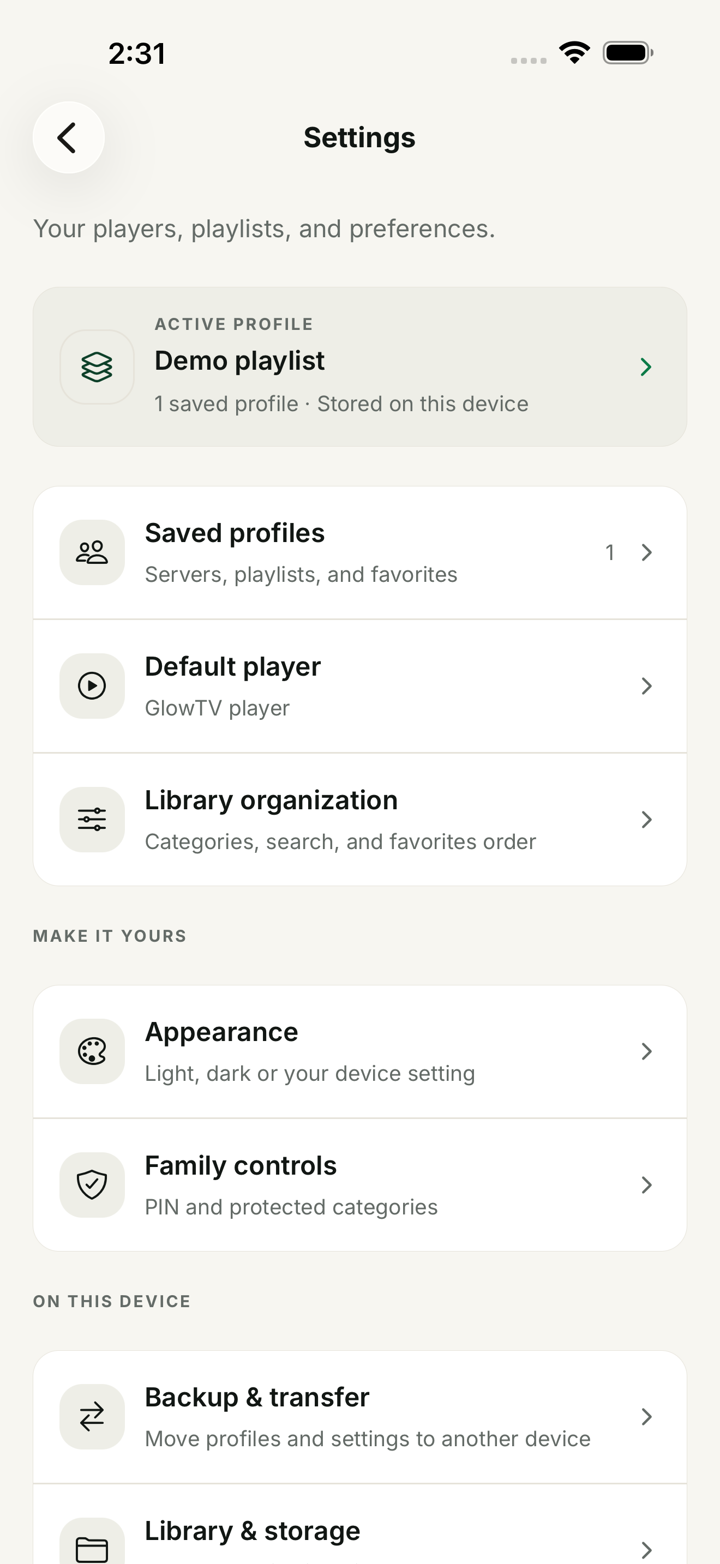 2:31
Settings
Your players, playlists, and preferences.
ACTIVE PROFILE
Demo playlist
1 saved profile · Stored on this device
Saved profiles
Servers, playlists, and favorites
1
Default player
GlowTV player
Library organization
Categories, search, and favorites order
MAKE IT YOURS
Appearance
Light, dark or your device setting
Family controls
PIN and protected categories
ON THIS DEVICE
Backup & transfer
Move profiles and settings to another device
Library & storage